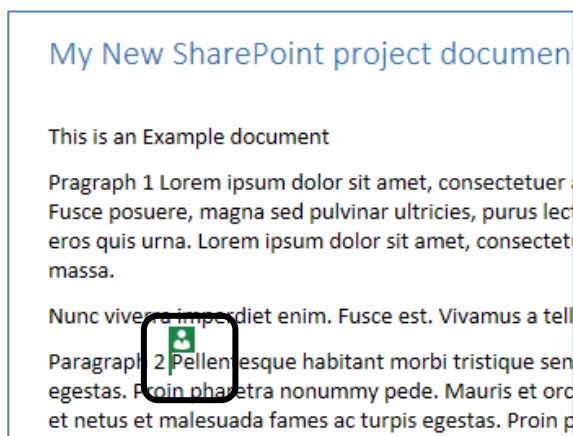 My New SharePoint project documen
This is an Example document
Pragraph 1 Lorem ipsum dolor sit amet, consectetuer
Fusce posuere, magna sed pulvinar ultricies, purus lect
eros quis urna. Lorem ipsum dolor sit amet, consectetu
massa.
Nunc viverra imperdiet enim. Fusce est. Vivamus a tell
Paragraph 2 Pellentesque habitant morbi tristique sen
egestas. Proin pharetra nonummy pede. Mauris et orc
et netus et malesuada fames ac turpis egestas. Proin p